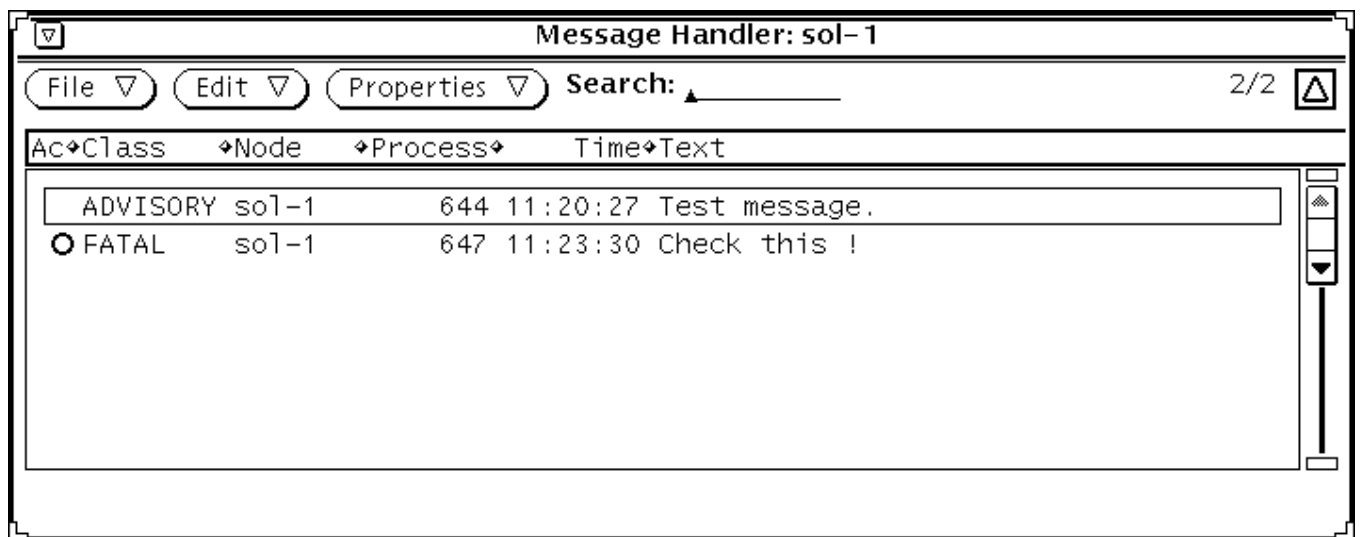 Message Handler: sol-1
File Edit Properties Search: 2/2
Ac Class Node Process Time Text
ADVISORY sol-1 644 11:20:27 Test message.
FATAL sol-1 647 11:23:30 Check this !